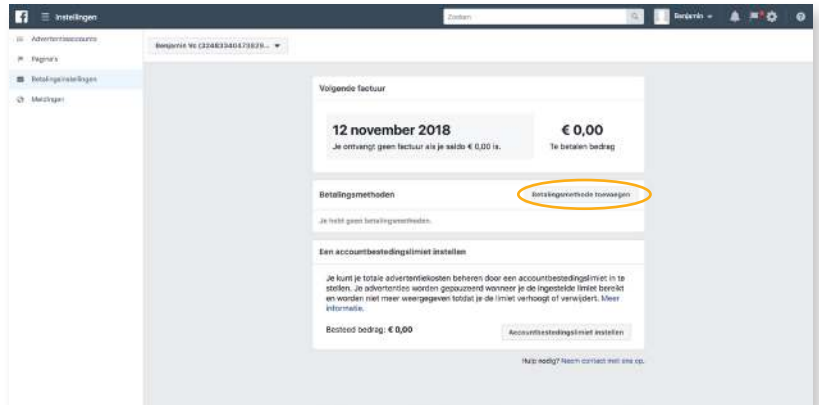 Instellingen
Zoeken
Benjamin
Advertentieaccounts
Pagina's
Betalingsinstellingen
Meldingen
Volgende factuur
12 november 2018
€ 0,00
Je ontvangt geen factuur als je saldo € 0,00 is.
Te betalen bedrag
Betalingsmethoden
Betalingsmethode toevoegen
Je hebt geen betalingsmethoden.
Een accountbestedingslimiet instellen
Je kunt je totale advertentiekosten beheren door een accountbestedingslimiet in te
stellen. Je advertenties worden gepauzeerd wanneer je de ingestelde limiet bereikt
en worden niet meer weergegeven totdat je de limiet verhoogt of verwijdert. Meer
informatie.
Besteed bedrag: € 0,00
Accountbestedingslimiet instellen
Hulp nodig? Neem contact met ons op.